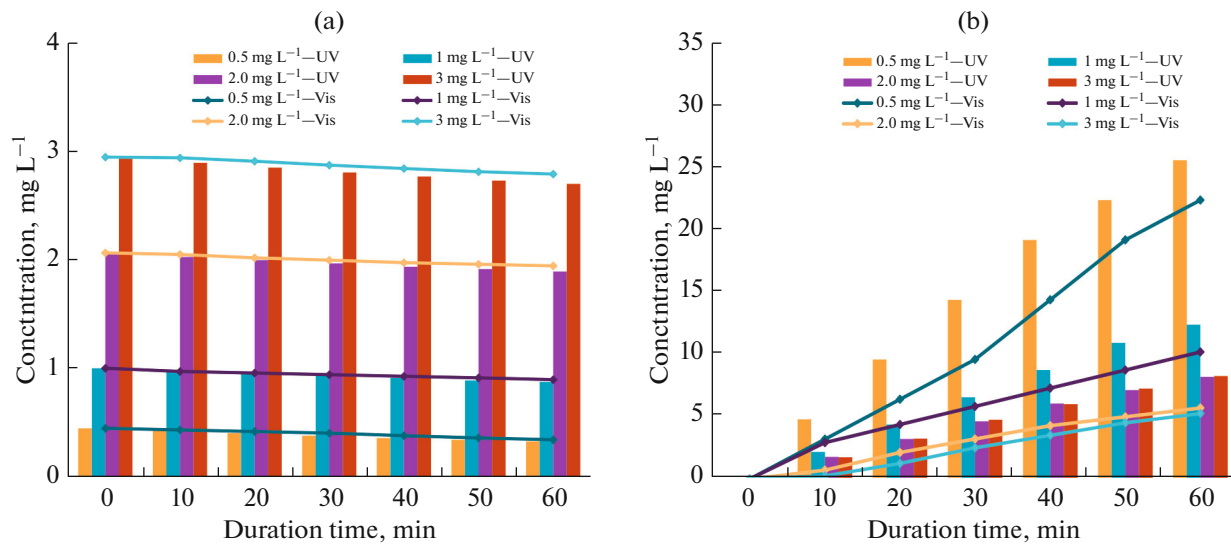 (a)
Conctntration, mg L⁻¹
4
3
2
1
0
0.5 mg L⁻¹—UV
1 mg L⁻¹—UV
2.0 mg L⁻¹—UV
3 mg L⁻¹—UV
0.5 mg L⁻¹—Vis
1 mg L⁻¹—Vis
2.0 mg L⁻¹—Vis
3 mg L⁻¹—Vis
0 10 20 30 40 50 60
Duration time, min
(b)
Conctntration, mg L⁻¹
35
30
25
20
15
10
5
0
0.5 mg L⁻¹—UV
1 mg L⁻¹—UV
2.0 mg L⁻¹—UV
3 mg L⁻¹—UV
0.5 mg L⁻¹—Vis
1 mg L⁻¹—Vis
2.0 mg L⁻¹—Vis
3 mg L⁻¹—Vis
0 10 20 30 40 50 60
Duration time, min